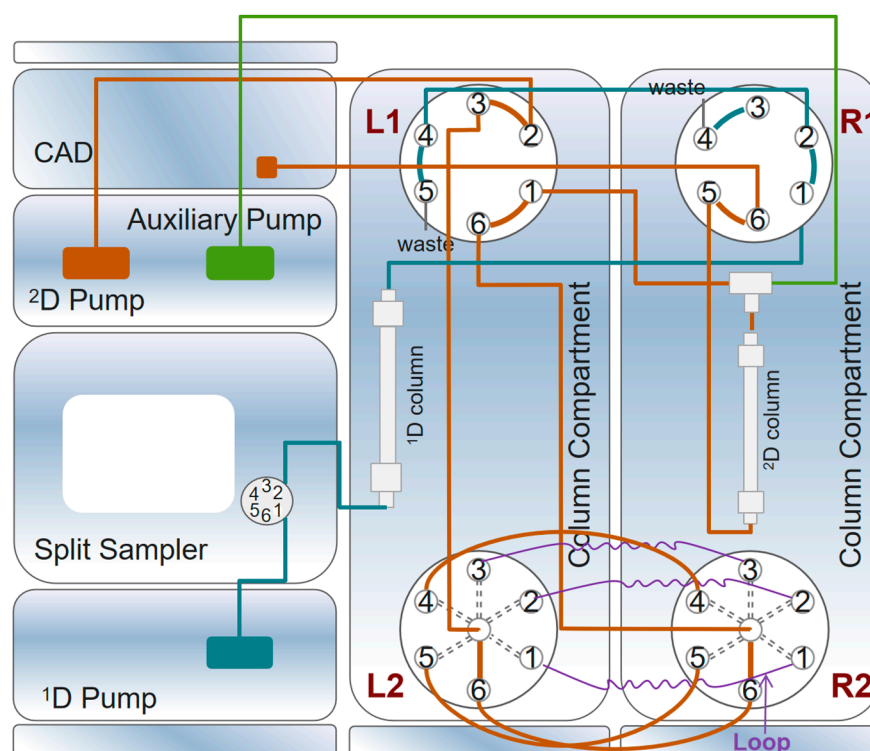 waste
L1
R1
3
4
2
5
1
6
waste
3
4
2
5
1
6
CAD
Auxiliary Pump
²D Pump
¹D column
Column Compartment
²D column
Column Compartment
4 3 2
5 6 1
Split Sampler
3
4
2
5
1
6
3
4
2
5
1
6
L2
R2
¹D Pump
Loop